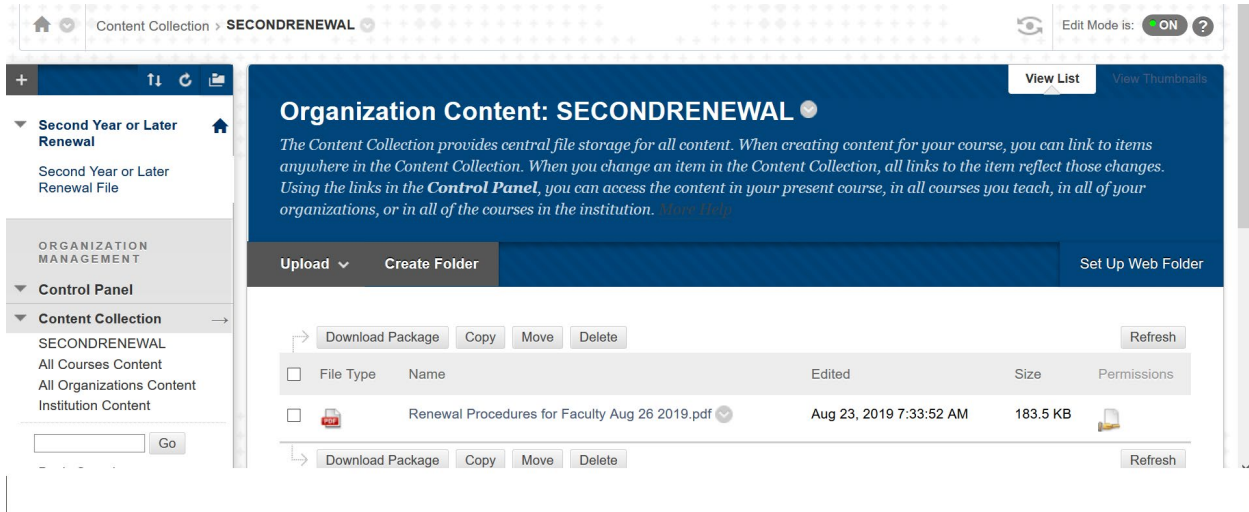 Content Collection > SECONDRENEWAL
Edit Mode is: ON ?
+
Second Year or Later
Renewal
Second Year or Later
Renewal File
ORGANIZATION
MANAGEMENT
Control Panel
Content Collection →
SECONDRENEWAL
All Courses Content
All Organizations Content
Institution Content
Go
View List View Thumbnails
Organization Content: SECONDRENEWAL
The Content Collection provides central file storage for all content. When creating content for your course, you can link to items
anywhere in the Content Collection. When you change an item in the Content Collection, all links to the item reflect those changes.
Using the links in the Control Panel, you can access the content in your present course, in all courses you teach, in all of your
organizations, or in all of the courses in the institution. More Help
Upload Create Folder Set Up Web Folder
Download Package Copy Move Delete Refresh
File Type Name Edited Size Permissions
PDF Renewal Procedures for Faculty Aug 26 2019.pdf Aug 23, 2019 7:33:52 AM 183.5 KB
Download Package Copy Move Delete Refresh